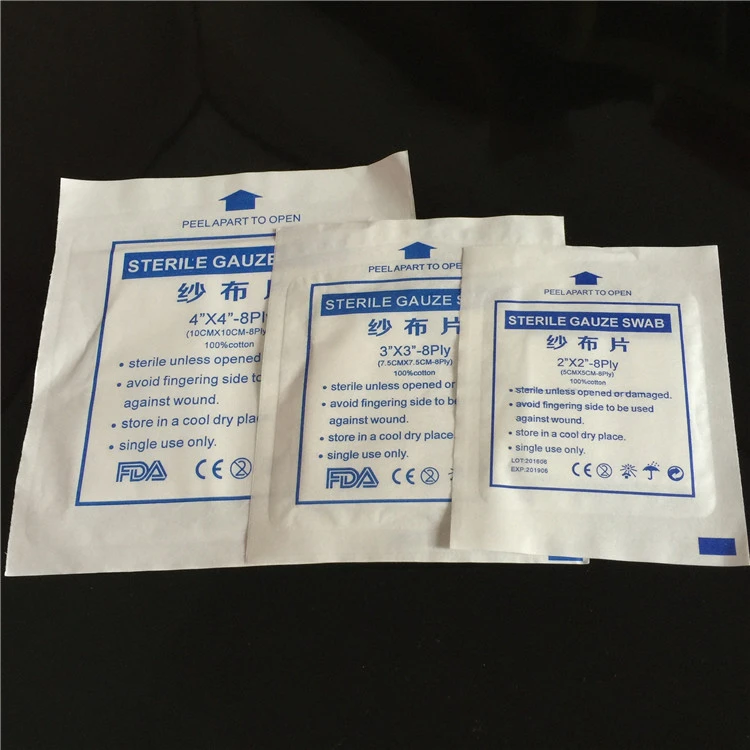 PEEL APART TO OPEN
STERILE GAUZE
纱布片
4"X4"-8Ply
(10CMX10CM-8Ply
100%cotton
• sterile unless opened
• avoid fingering side to
against wound.
• store in a cool dry place
• single use only.
FDA CE
PEEL APART TO OPE
STERILE GAUZE S
纱布片
3"X3"-8Ply
(7.5CMX7.5CM-8Ply)
100%cotton
• sterile unless opened or
• avoid fingering side to be
against wound.
• store in a cool dry place.
• single use only.
FDA CE
PEEL APART TO OPEN
STERILE GAUZE SWAB
纱布片
2"X2"-8Ply
(5CMX5CM-8Ply)
100%cotton
• sterile unless opened or damaged.
• avoid fingering side to be used
against wound.
• store in a cool dry place.
• single use only.
LOT:
EXP:
CE